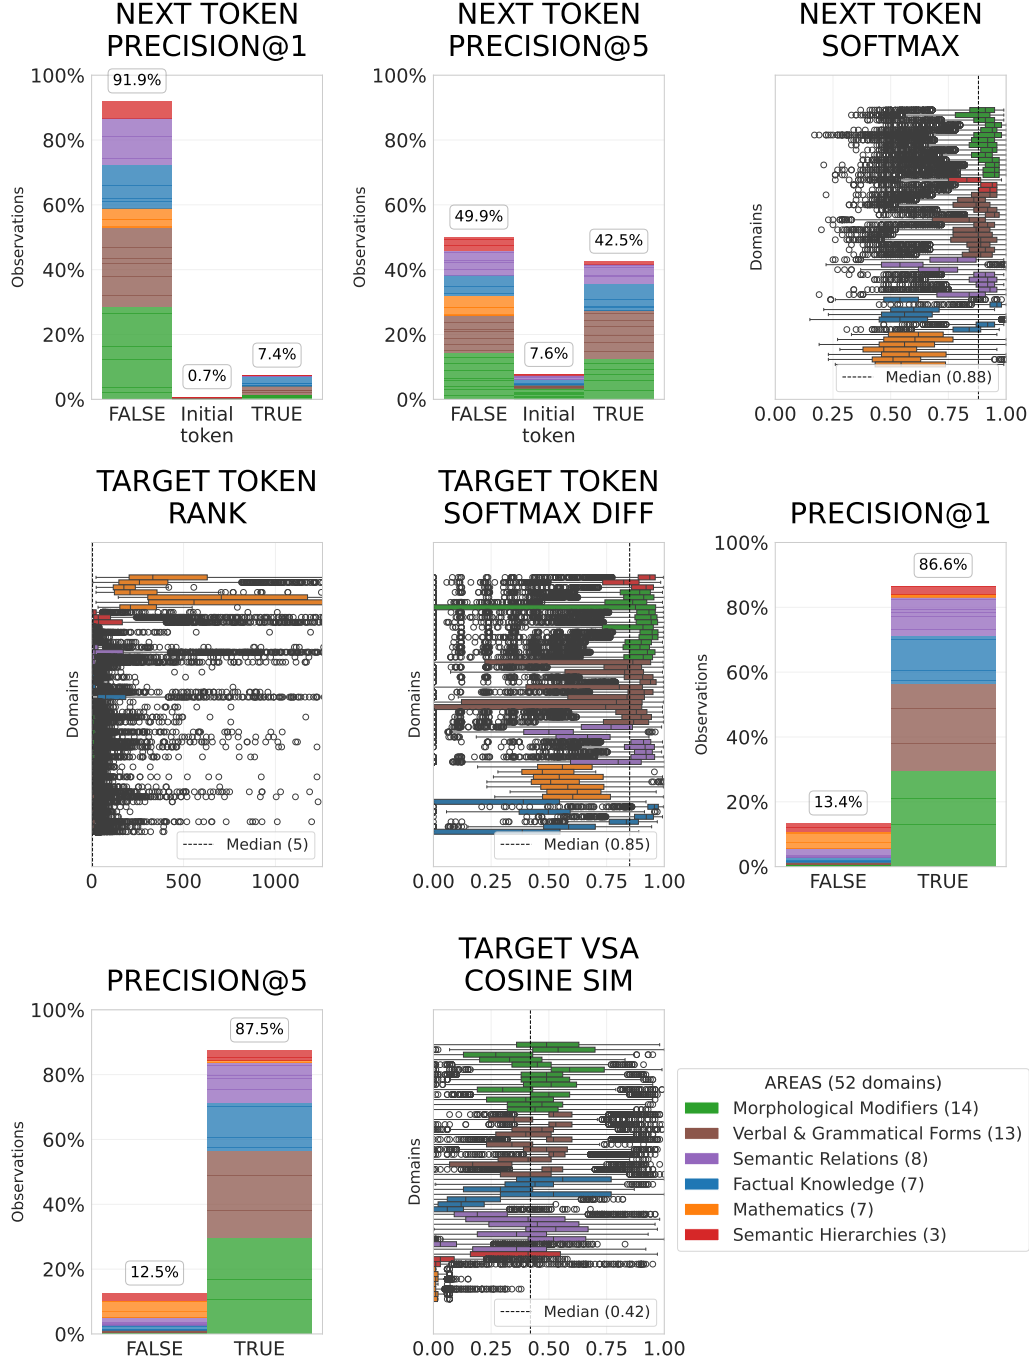 NEXT TOKEN
PRECISION@1
100%
80%
60%
40%
20%
0%
Observations
91.9%
0.7%
7.4%
FALSE
Initial
token
TRUE
NEXT TOKEN
PRECISION@5
100%
80%
60%
40%
20%
0%
Observations
49.9%
7.6%
42.5%
FALSE
Initial
token
TRUE
NEXT TOKEN
SOFTMAX
Domains
Median (0.88)
0.00 0.25 0.50 0.75 1.00
TARGET TOKEN
RANK
Domains
Median (5)
0 500 1000
TARGET TOKEN
SOFTMAX DIFF
Domains
Median (0.85)
0.00 0.25 0.50 0.75 1.00
PRECISION@1
100%
80%
60%
40%
20%
0%
Observations
13.4%
86.6%
FALSE TRUE
PRECISION@5
100%
80%
60%
40%
20%
0%
Observations
12.5%
87.5%
FALSE TRUE
TARGET VSA
COSINE SIM
Domains
Median (0.42)
0.00 0.25 0.50 0.75 1.00
AREAS (52 domains)
Morphological Modifiers (14)
Verbal & Grammatical Forms (13)
Semantic Relations (8)
Factual Knowledge (7)
Mathematics (7)
Semantic Hierarchies (3)